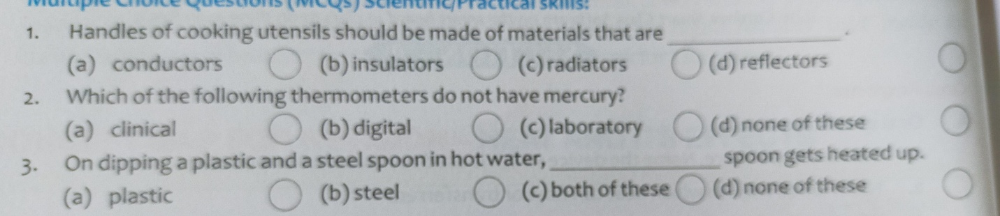 Multiple Choice Questions (MCQs) Scientific/Practical skills:
1. Handles of cooking utensils should be made of materials that are ____________.
(a) conductors (b) insulators (c) radiators (d) reflectors
2. Which of the following thermometers do not have mercury?
(a) clinical (b) digital (c) laboratory (d) none of these
3. On dipping a plastic and a steel spoon in hot water, ____________ spoon gets heated up.
(a) plastic (b) steel (c) both of these (d) none of these